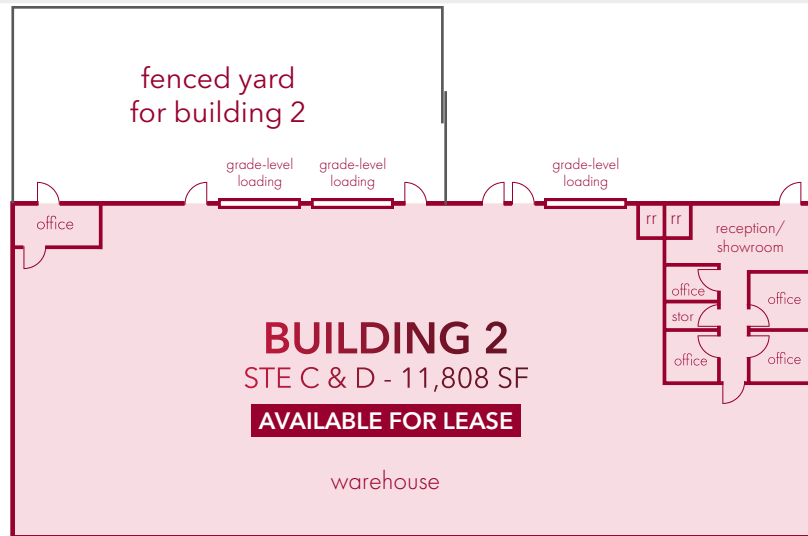 fenced yard
for building 2
grade-level
loading
grade-level
loading
grade-level
loading
office
rr
rr
reception/
showroom
office
office
stor
office
office
BUILDING 2
STE C & D - 11,808 SF
AVAILABLE FOR LEASE
warehouse